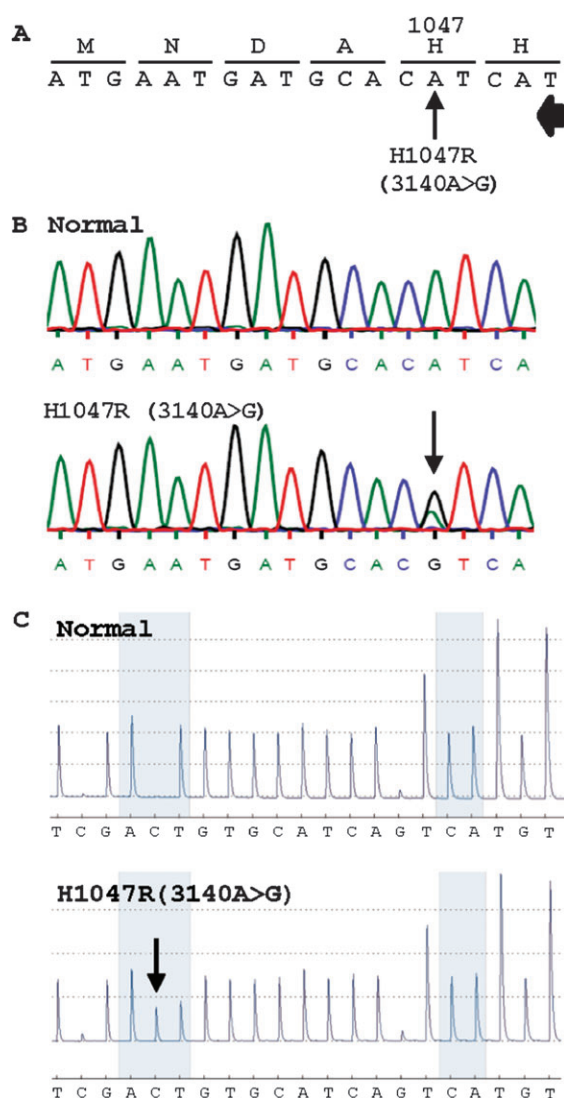 A
1047
M N D A H H
A T G A A T G A T G C A C A T C A T
H1047R
(3140A>G)
B Normal
A T G A A T G A T G C A C A T C A
H1047R (3140A>G)
A T G A A T G A T G C A C G T C A
C Normal
T C G A C T G T G C A T C A G T C A T G T
H1047R(3140A>G)
T C G A C T G T G C A T C A G T C A T G T